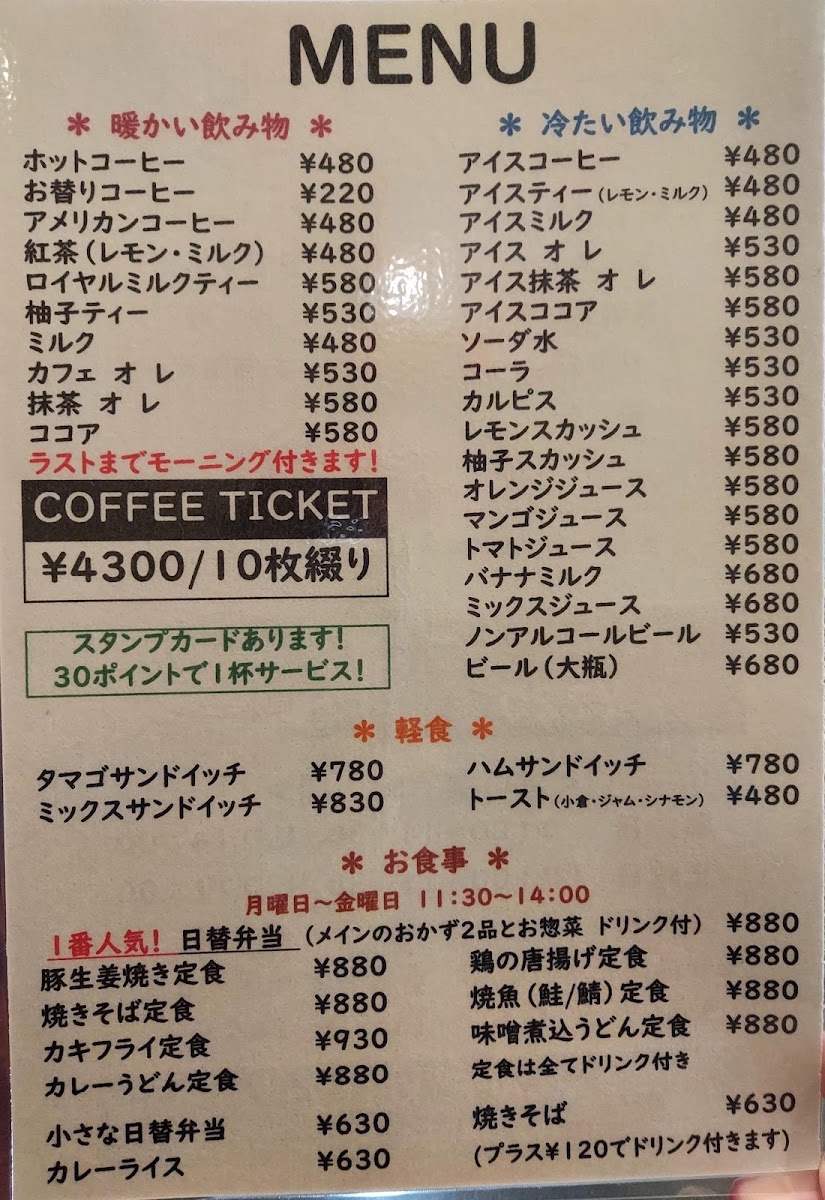 MENU
＊ 暖かい飲み物 ＊
ホットコーヒー ¥480
お替りコーヒー ¥220
アメリカンコーヒー ¥480
紅茶（レモン・ミルク） ¥480
ロイヤルミルクティー ¥580
柚子ティー ¥530
ミルク ¥480
カフェ オ レ ¥530
抹茶 オ レ ¥580
ココア ¥580
ラストまでモーニング付きます！
COFFEE TICKET
¥4300/10枚綴り
スタンプカードあります！
30ポイントで1杯サービス！
＊ 冷たい飲み物 ＊
アイスコーヒー ¥480
アイスティー（レモン・ミルク） ¥480
アイスミルク ¥480
アイス オ レ ¥530
アイス抹茶 オ レ ¥580
アイスココア ¥580
ソーダ水 ¥530
コーラ ¥530
カルピス ¥530
レモンスカッシュ ¥580
柚子スカッシュ ¥580
オレンジジュース ¥580
マンゴジュース ¥580
トマトジュース ¥580
バナナミルク ¥680
ミックスジュース ¥680
ノンアルコールビール ¥530
ビール（大瓶） ¥680
＊ 軽食 ＊
タマゴサンドイッチ ¥780
ミックスサンドイッチ ¥830
ハムサンドイッチ ¥780
トースト（小倉・ジャム・シナモン） ¥480
＊ お食事 ＊
月曜日～金曜日 11:30～14:00
1番人気！ 日替弁当 （メインのおかず2品とお惣菜 ドリンク付） ¥880
豚生姜焼き定食 ¥880
焼きそば定食 ¥880
カキフライ定食 ¥930
カレーうどん定食 ¥880
小さな日替弁当 ¥630
カレーライス ¥630
鶏の唐揚げ定食 ¥880
焼魚（鮭/鯖）定食 ¥880
味噌煮込うどん定食 ¥880
定食は全てドリンク付き
焼きそば ¥630
（プラス¥120でドリンク付きます）